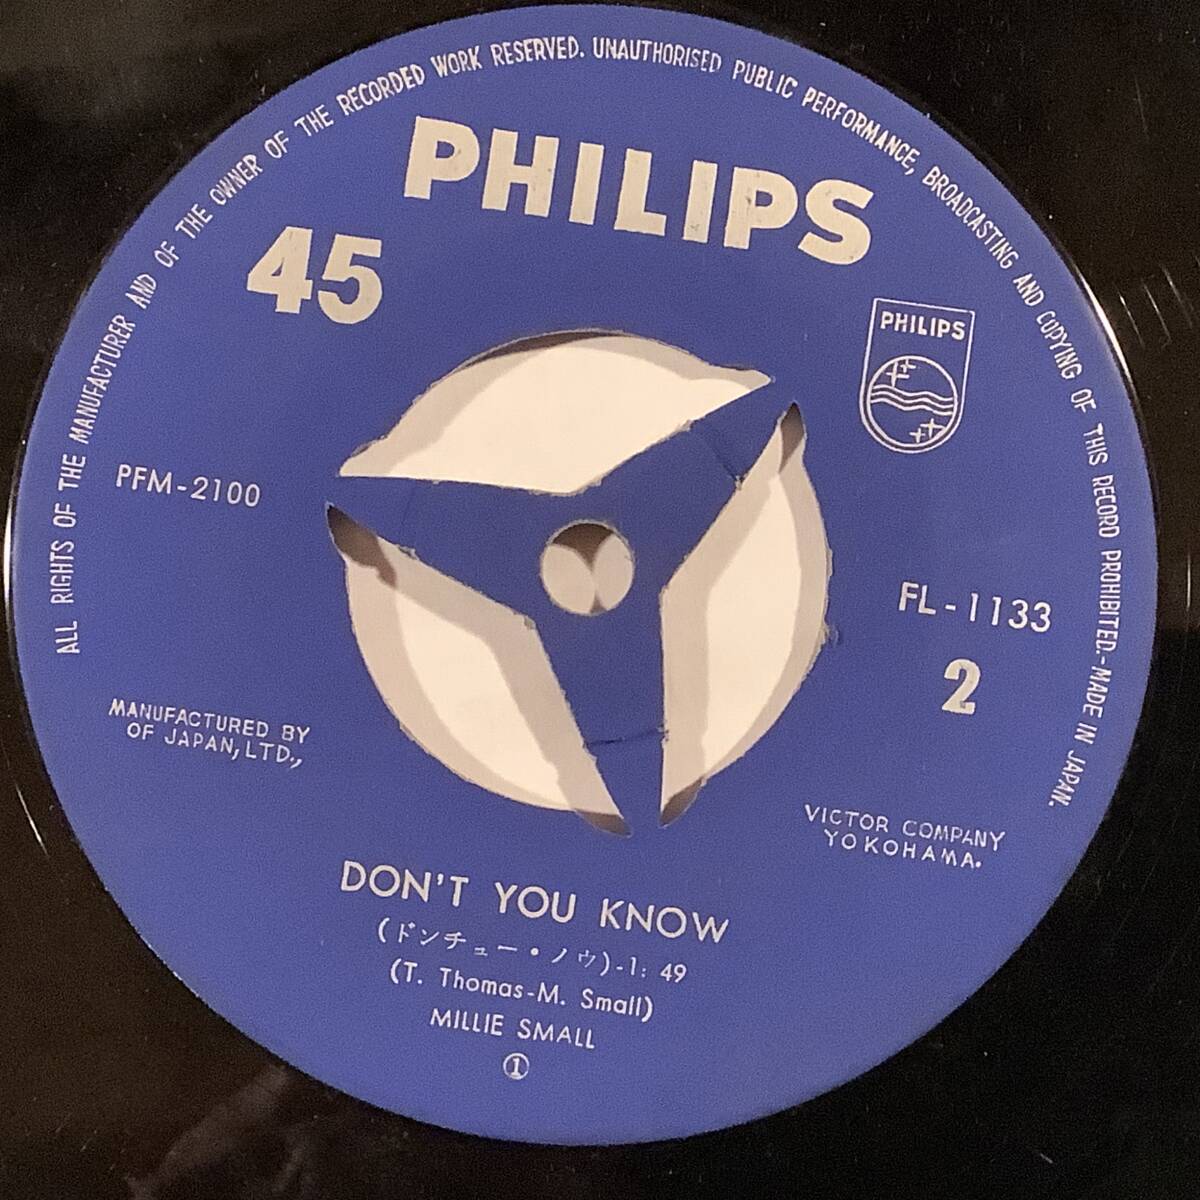 ALL RIGHTS OF THE MANUFACTURER AND OF THE OWNER OF THE RECORDED WORK RESERVED. UNAUTHORISED PUBLIC PERFORMANCE, BROADCASTING AND COPYING OF THIS RECORD PROHIBITED.-MADE IN JAPAN.
PHILIPS
45
PHILIPS
PFM-2100
FL-1133
2
MANUFACTURED BY
OF JAPAN, LTD.,
VICTOR COMPANY
YOKOHAMA.
DON'T YOU KNOW
(ドンチュー・ノウ)-1: 49
(T. Thomas-M. Small)
MILLIE SMALL
①